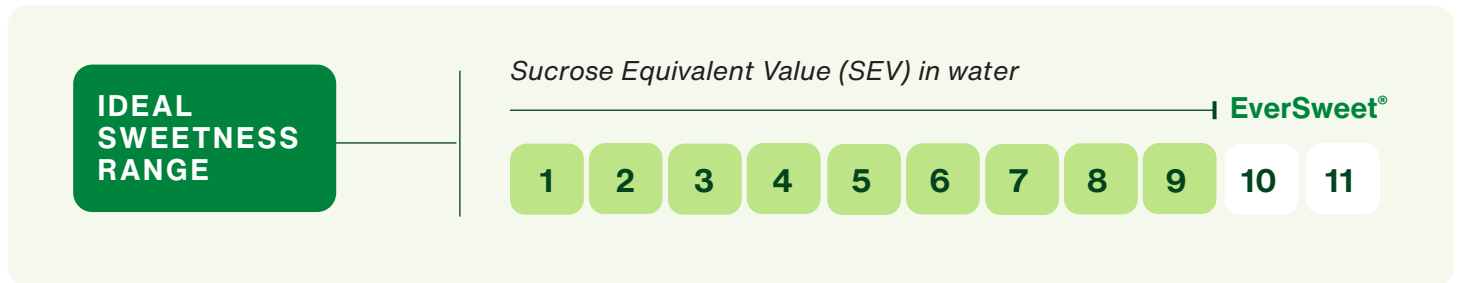 IDEAL
SWEETNESS
RANGE
Sucrose Equivalent Value (SEV) in water
EverSweet®
1 2 3 4 5 6 7 8 9 10 11